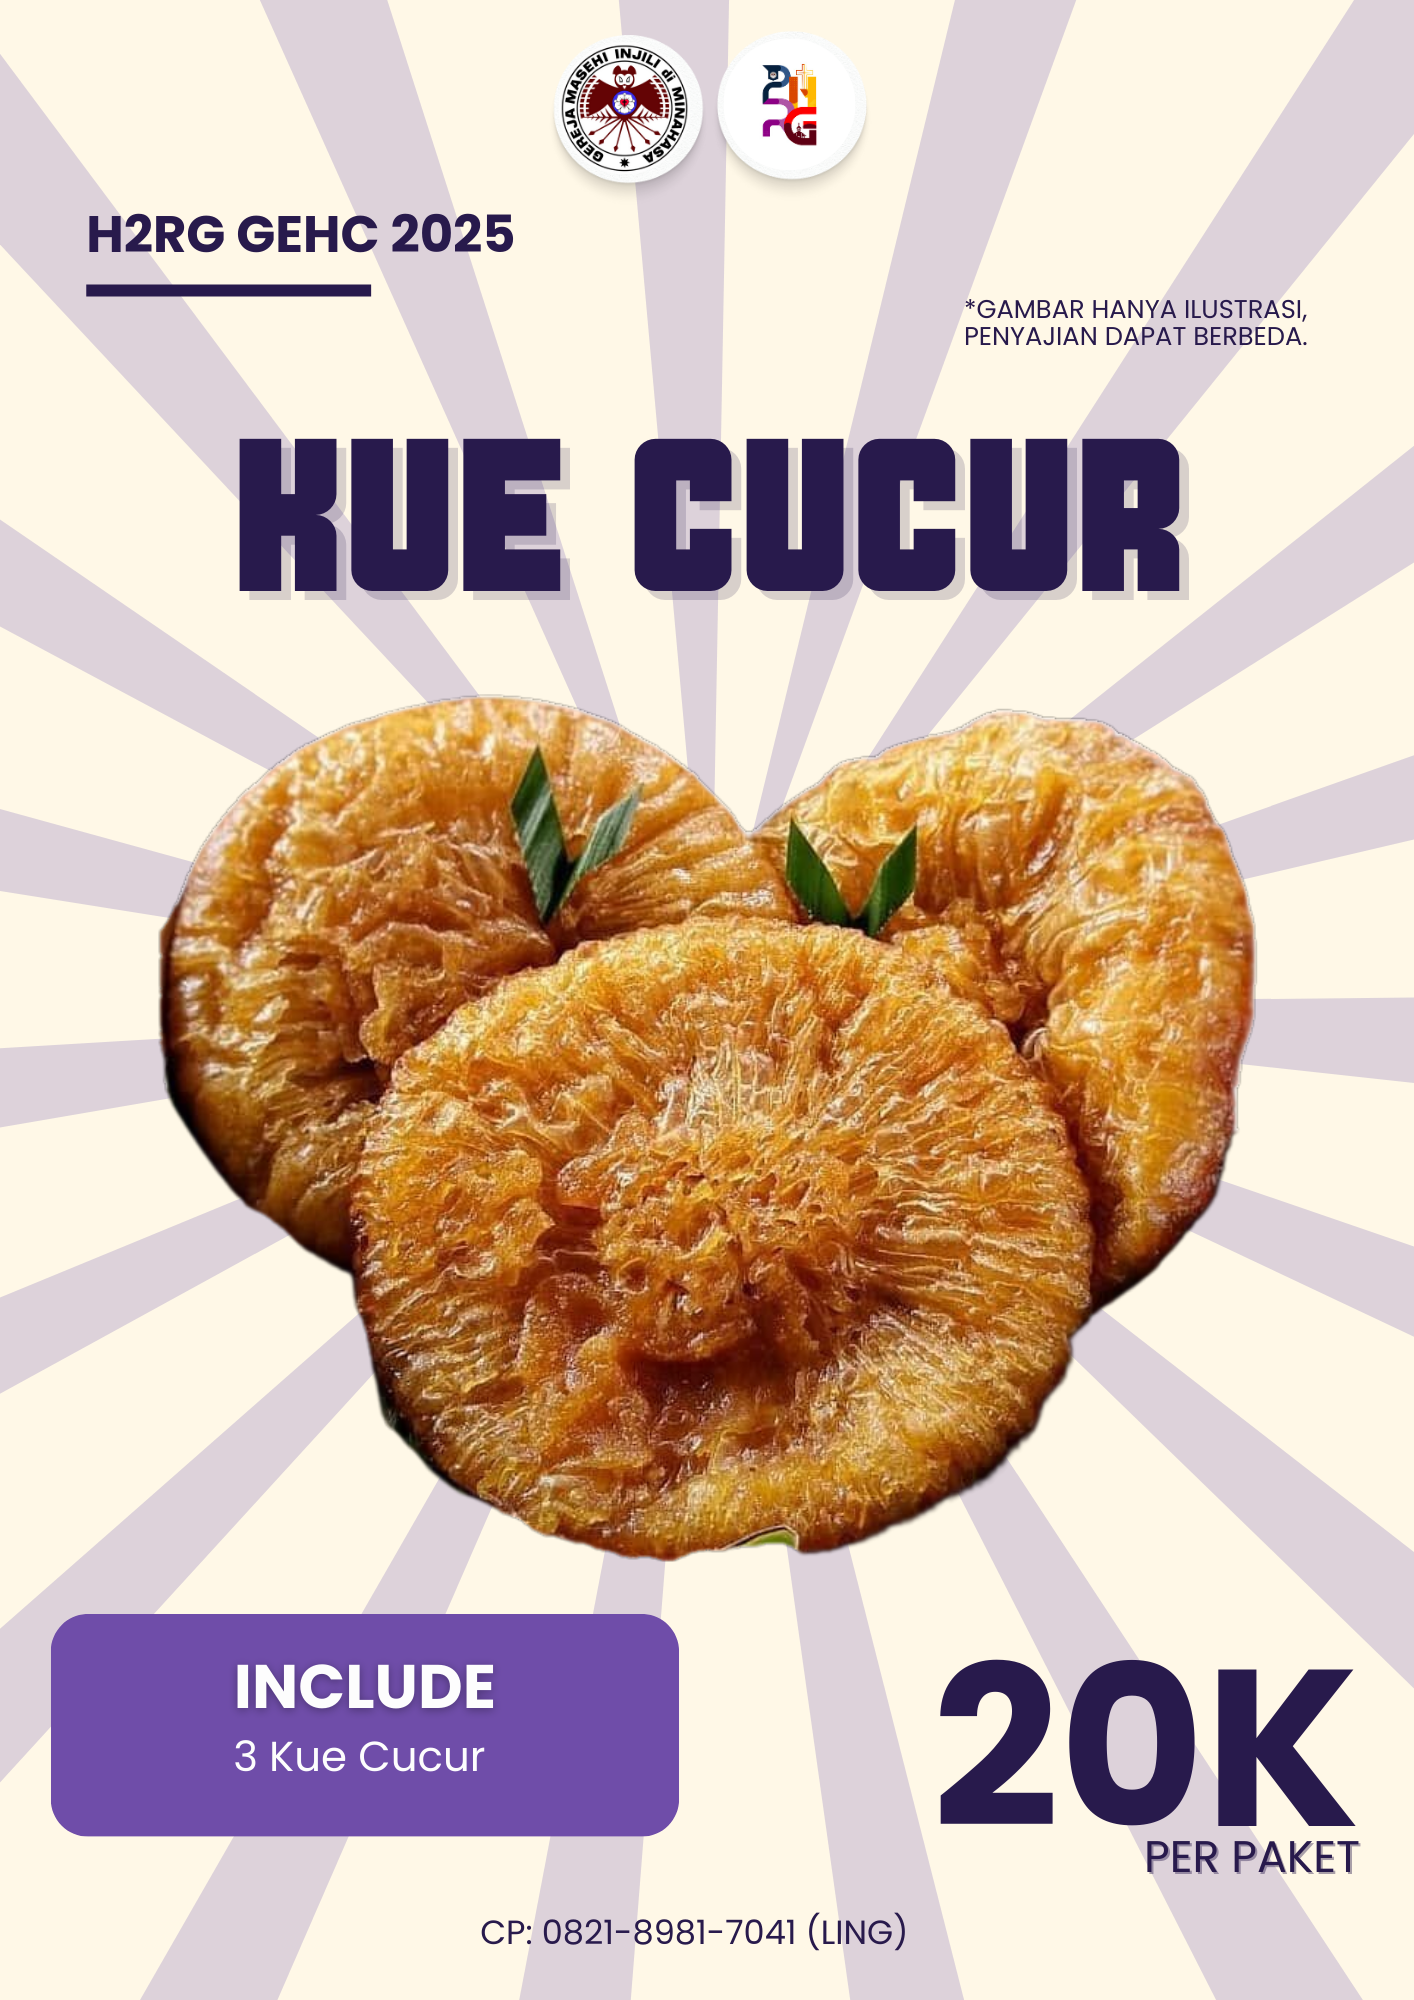 GEREJA MASEHI INJILI di MINAHASA
H2RG
H2RG GEHC 2025
*GAMBAR HANYA ILUSTRASI,
PENYAJIAN DAPAT BERBEDA.
KUE CUCUR
INCLUDE
3 Kue Cucur
20K
PER PAKET
CP: 0821-8981-7041 (LING)